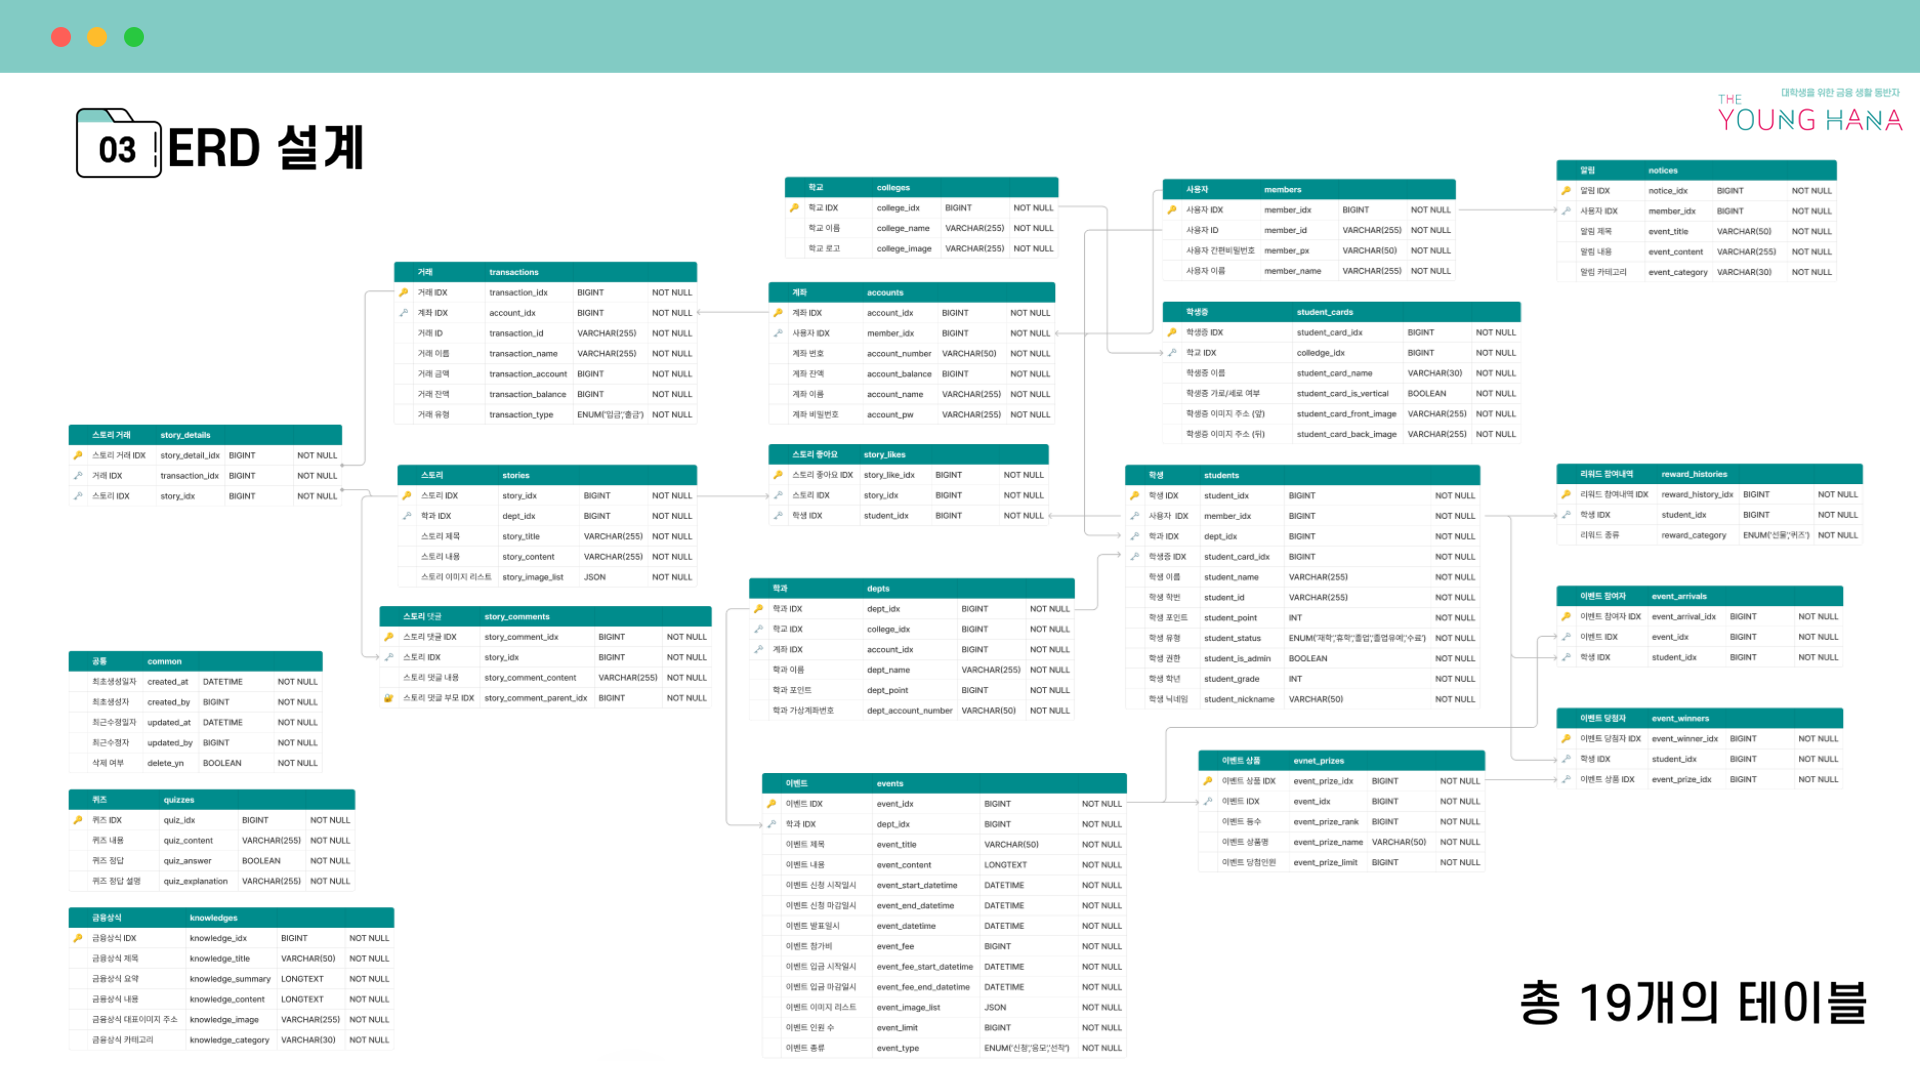 대학생을 위한 금융 생활 동반자
THE
YOUNG HANA
03 ERD 설계
학교 colleges
학교 IDX college_idx BIGINT NOT NULL
학교 이름 college_name VARCHAR(255) NOT NULL
학교 로고 college_image VARCHAR(255) NOT NULL
사용자 members
사용자 IDX member_idx BIGINT NOT NULL
사용자 ID member_id VARCHAR(255) NOT NULL
사용자 간편비밀번호 member_px VARCHAR(50) NOT NULL
사용자 이름 member_name VARCHAR(255) NOT NULL
알림 notices
알림 IDX notice_idx BIGINT NOT NULL
사용자 IDX member_idx BIGINT NOT NULL
알림 제목 event_title VARCHAR(50) NOT NULL
알림 내용 event_content VARCHAR(255) NOT NULL
알림 카테고리 event_category VARCHAR(30) NOT NULL
거래 transactions
거래 IDX transaction_idx BIGINT NOT NULL
계좌 IDX account_idx BIGINT NOT NULL
거래 ID transaction_id VARCHAR(255) NOT NULL
거래 이름 transaction_name VARCHAR(255) NOT NULL
거래 금액 transaction_account BIGINT NOT NULL
거래 잔액 transaction_balance BIGINT NOT NULL
거래 유형 transaction_type ENUM('입금','출금') NOT NULL
계좌 accounts
계좌 IDX account_idx BIGINT NOT NULL
사용자 IDX member_idx BIGINT NOT NULL
계좌 번호 account_number VARCHAR(50) NOT NULL
계좌 잔액 account_balance BIGINT NOT NULL
계좌 이름 account_name VARCHAR(255) NOT NULL
계좌 비밀번호 account_pw VARCHAR(255) NOT NULL
학생증 student_cards
학생증 IDX student_card_idx BIGINT NOT NULL
학교 IDX colledge_idx BIGINT NOT NULL
학생증 이름 student_card_name VARCHAR(30) NOT NULL
학생증 가로/세로 여부 student_card_is_vertical BOOLEAN NOT NULL
학생증 이미지 주소 (앞) student_card_front_image VARCHAR(255) NOT NULL
학생증 이미지 주소 (뒤) student_card_back_image VARCHAR(255) NOT NULL
스토리 거래 story_details
스토리 거래 IDX story_detail_idx BIGINT NOT NULL
거래 IDX transaction_idx BIGINT NOT NULL
스토리 IDX story_idx BIGINT NOT NULL
스토리 stories
스토리 IDX story_idx BIGINT NOT NULL
학과 IDX dept_idx BIGINT NOT NULL
스토리 제목 story_title VARCHAR(255) NOT NULL
스토리 내용 story_content VARCHAR(255) NOT NULL
스토리 이미지 리스트 story_image_list JSON NOT NULL
스토리 좋아요 story_likes
스토리 좋아요 IDX story_like_idx BIGINT NOT NULL
스토리 IDX story_idx BIGINT NOT NULL
학생 IDX student_idx BIGINT NOT NULL
학생 students
학생 IDX student_idx BIGINT NOT NULL
사용자 IDX member_idx BIGINT NOT NULL
학과 IDX dept_idx BIGINT NOT NULL
학생증 IDX student_card_idx BIGINT NOT NULL
학생 이름 student_name VARCHAR(255) NOT NULL
학생 학번 student_id VARCHAR(255) NOT NULL
학생 포인트 student_point INT NOT NULL
학생 유형 student_status ENUM('재학','휴학','졸업','졸업유예','수료') NOT NULL
학생 권한 student_is_admin BOOLEAN NOT NULL
학생 학년 student_grade INT NOT NULL
학생 닉네임 student_nickname VARCHAR(50) NOT NULL
리워드 참여내역 reward_histories
리워드 참여내역 IDX reward_history_idx BIGINT NOT NULL
학생 IDX student_idx BIGINT NOT NULL
리워드 종류 reward_category ENUM('선물','퀴즈') NOT NULL
스토리 댓글 story_comments
스토리 댓글 IDX story_comment_idx BIGINT NOT NULL
스토리 IDX story_idx BIGINT NOT NULL
스토리 댓글 내용 story_comment_content VARCHAR(255) NOT NULL
스토리 댓글 부모 IDX story_comment_parent_idx BIGINT NOT NULL
학과 depts
학과 IDX dept_idx BIGINT NOT NULL
학교 IDX college_idx BIGINT NOT NULL
계좌 IDX account_idx BIGINT NOT NULL
학과 이름 dept_name VARCHAR(255) NOT NULL
학과 포인트 dept_point BIGINT NOT NULL
학과 가상계좌번호 dept_account_number VARCHAR(50) NOT NULL
이벤트 참여자 event_arrivals
이벤트 참여자 IDX event_arrival_idx BIGINT NOT NULL
이벤트 IDX event_idx BIGINT NOT NULL
학생 IDX student_idx BIGINT NOT NULL
공통 common
최초생성일자 created_at DATETIME NOT NULL
최초생성자 created_by BIGINT NOT NULL
최근수정일자 updated_at DATETIME NOT NULL
최근수정자 updated_by BIGINT NOT NULL
삭제 여부 delete_yn BOOLEAN NOT NULL
이벤트 당첨자 event_winners
이벤트 당첨자 IDX event_winner_idx BIGINT NOT NULL
학생 IDX student_idx BIGINT NOT NULL
이벤트 상품 IDX event_prize_idx BIGINT NOT NULL
이벤트 상품 evnet_prizes
이벤트 상품 IDX event_prize_idx BIGINT NOT NULL
이벤트 IDX event_idx BIGINT NOT NULL
이벤트 등수 event_prize_rank BIGINT NOT NULL
이벤트 상품명 event_prize_name VARCHAR(50) NOT NULL
이벤트 당첨인원 event_prize_limit BIGINT NOT NULL
퀴즈 quizzes
퀴즈 IDX quiz_idx BIGINT NOT NULL
퀴즈 내용 quiz_content VARCHAR(255) NOT NULL
퀴즈 정답 quiz_answer BOOLEAN NOT NULL
퀴즈 정답 설명 quiz_explanation VARCHAR(255) NOT NULL
이벤트 events
이벤트 IDX event_idx BIGINT NOT NULL
학과 IDX dept_idx BIGINT NOT NULL
이벤트 제목 event_title VARCHAR(50) NOT NULL
이벤트 내용 event_content LONGTEXT NOT NULL
이벤트 신청 시작일시 event_start_datetime DATETIME NOT NULL
이벤트 신청 마감일시 event_end_datetime DATETIME NOT NULL
이벤트 발표일시 event_datetime DATETIME NOT NULL
이벤트 참가비 event_fee BIGINT NOT NULL
이벤트 입금 시작일시 event_fee_start_datetime DATETIME NOT NULL
이벤트 입금 마감일시 event_fee_end_datetime DATETIME NOT NULL
이벤트 이미지 리스트 event_image_list JSON NOT NULL
이벤트 인원 수 event_limit BIGINT NOT NULL
이벤트 종류 event_type ENUM('신청','응모','선착') NOT NULL
금융상식 knowledges
금융상식 IDX knowledge_idx BIGINT NOT NULL
금융상식 제목 knowledge_title VARCHAR(50) NOT NULL
금융상식 요약 knowledge_summary LONGTEXT NOT NULL
금융상식 내용 knowledge_content LONGTEXT NOT NULL
금융상식 대표이미지 주소 knowledge_image VARCHAR(255) NOT NULL
금융상식 카테고리 knowledge_category VARCHAR(30) NOT NULL
총 19개의 테이블